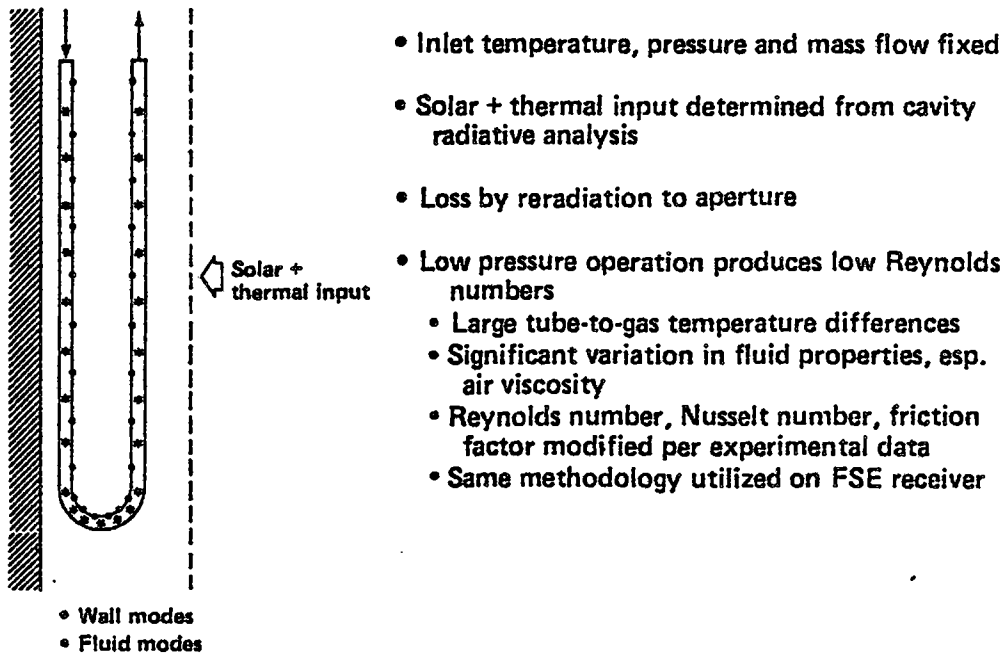 • Inlet temperature, pressure and mass flow fixed
• Solar + thermal input determined from cavity
radiative analysis
• Loss by reradiation to aperture
• Low pressure operation produces low Reynolds
numbers
• Large tube-to-gas temperature differences
• Significant variation in fluid properties, esp.
air viscosity
• Reynolds number, Nusselt number, friction
factor modified per experimental data
• Same methodology utilized on FSE receiver
Solar +
thermal input
• Wall modes
• Fluid modes